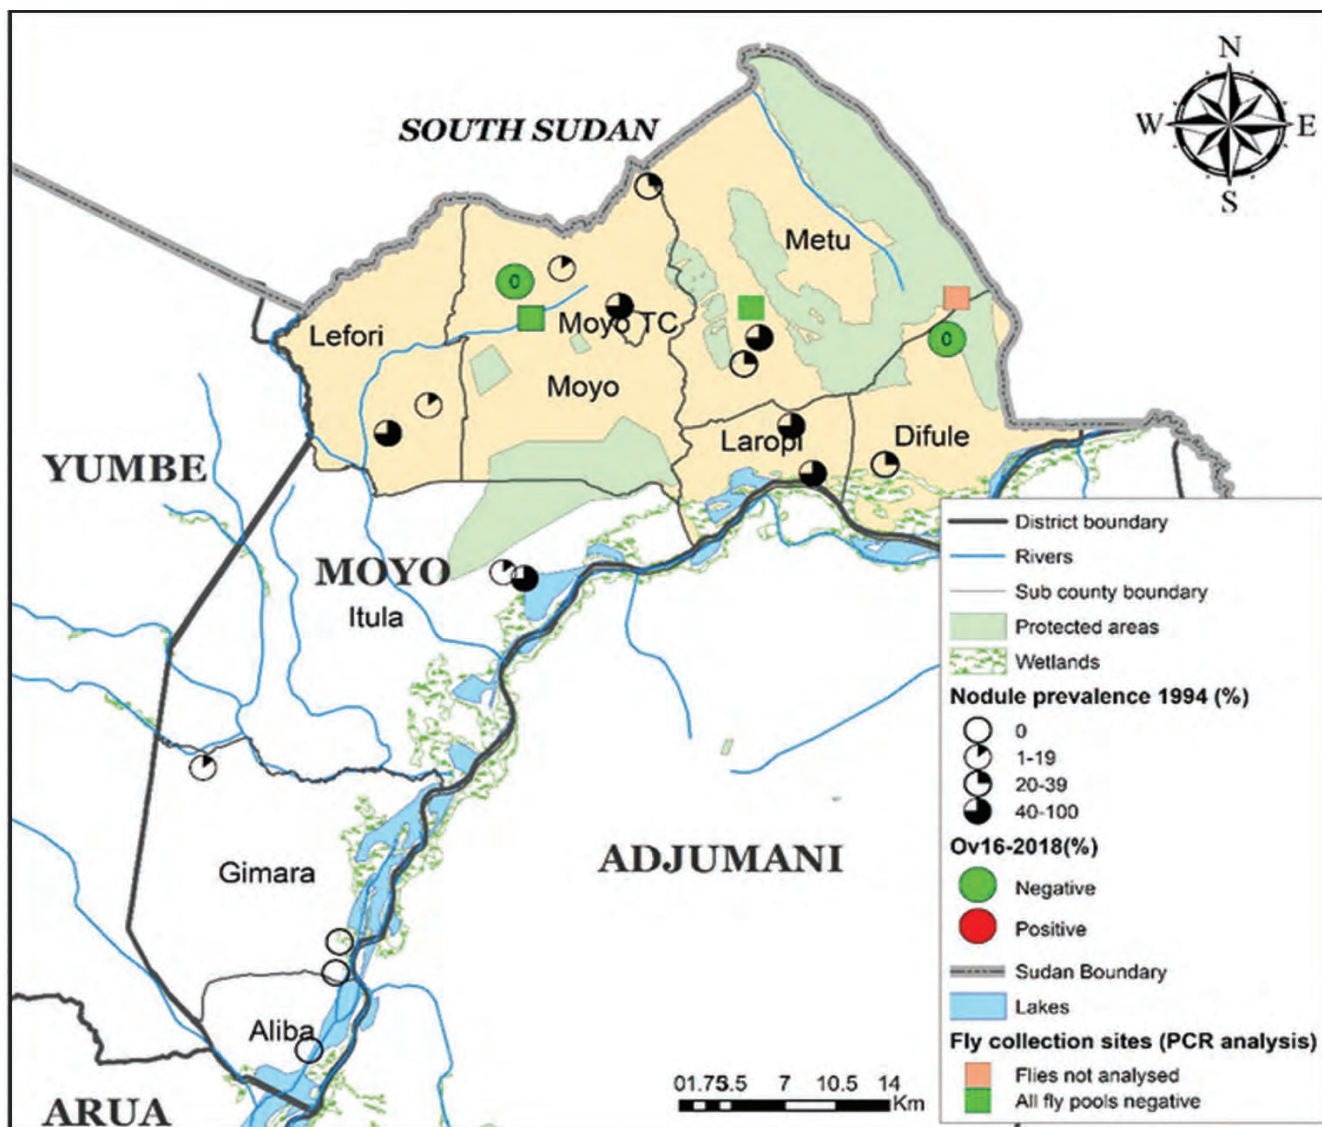 N
SOUTH SUDAN
W
E
S
Metu
0
Lefori
Moyo TC
0
Moyo
Laropi
Difule
YUMBE
District boundary
Rivers
MOYO
Sub county boundary
Itula
Protected areas
Wetlands
Nodule prevalence 1994 (%)
0
1-19
20-39
40-100
ADJUMANI
Ov16-2018(%)
Gimara
Negative
Positive
Sudan Boundary
Lakes
Aliba
Fly collection sites (PCR analysis)
01.753.5 7 10.5 14
Km
Flies not analysed
All fly pools negative
ARUA